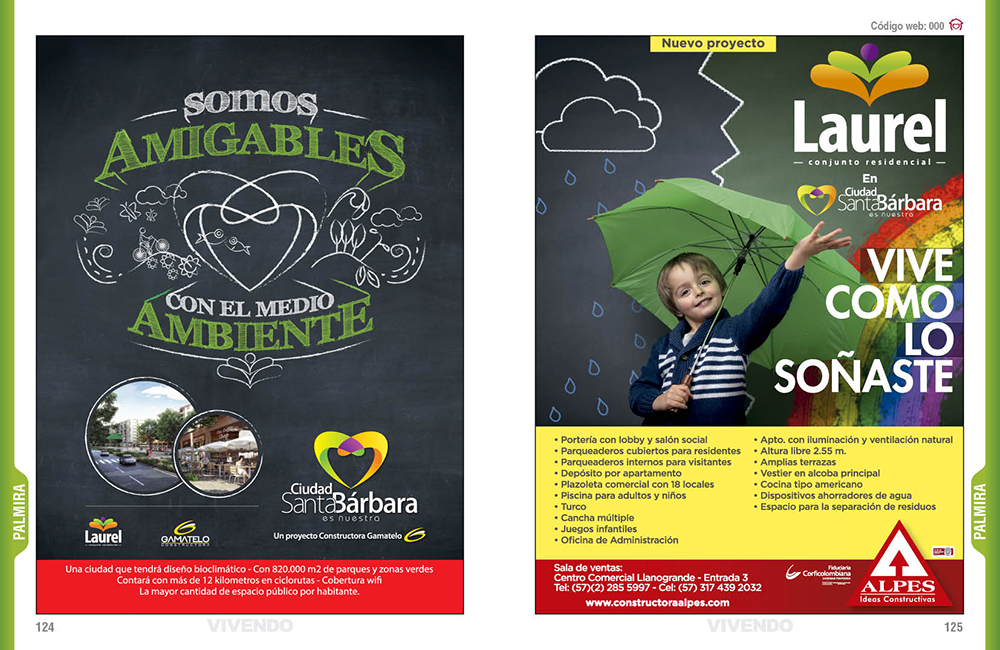 Código web: 000
SOMOS
AMIGABLES
CON EL MEDIO
AMBIENTE
Ciudad
SantaBárbara
es nuestra
Un proyecto Constructora Gamatelo
Laurel
GAMATELO
CONSTRUCTORA
Una ciudad que tendrá diseño bioclimático - Con 820.000 m2 de parques y zonas verdes
Contará con más de 12 kilometros en ciclorutas - Cobertura wifi
La mayor cantidad de espacio público por habitante.
PALMIRA
124
VIVENDO
Nuevo proyecto
Laurel
conjunto residencial
En
Ciudad
SantaBárbara
es nuestra
VIVE
COMO
LO
SOÑASTE
• Portería con lobby y salón social
• Parqueaderos cubiertos para residentes
• Parqueaderos internos para visitantes
• Depósito por apartamento
• Plazoleta comercial con 18 locales
• Piscina para adultos y niños
• Turco
• Cancha múltiple
• Juegos infantiles
• Oficina de Administración
• Apto. con iluminación y ventilación natural
• Altura libre 2.55 m.
• Amplias terrazas
• Vestier en alcoba principal
• Cocina tipo americano
• Dispositivos ahorradores de agua
• Espacio para la separación de residuos
Sala de ventas:
Centro Comercial Llanogrande - Entrada 3
Tel: (57)(2) 285 5997 - Cel: (57) 317 439 2032
www.constructoraalpes.com
Fiduciaria
Corficolombiana
ALPES
Ideas Constructivas
PALMIRA
VIVENDO
125